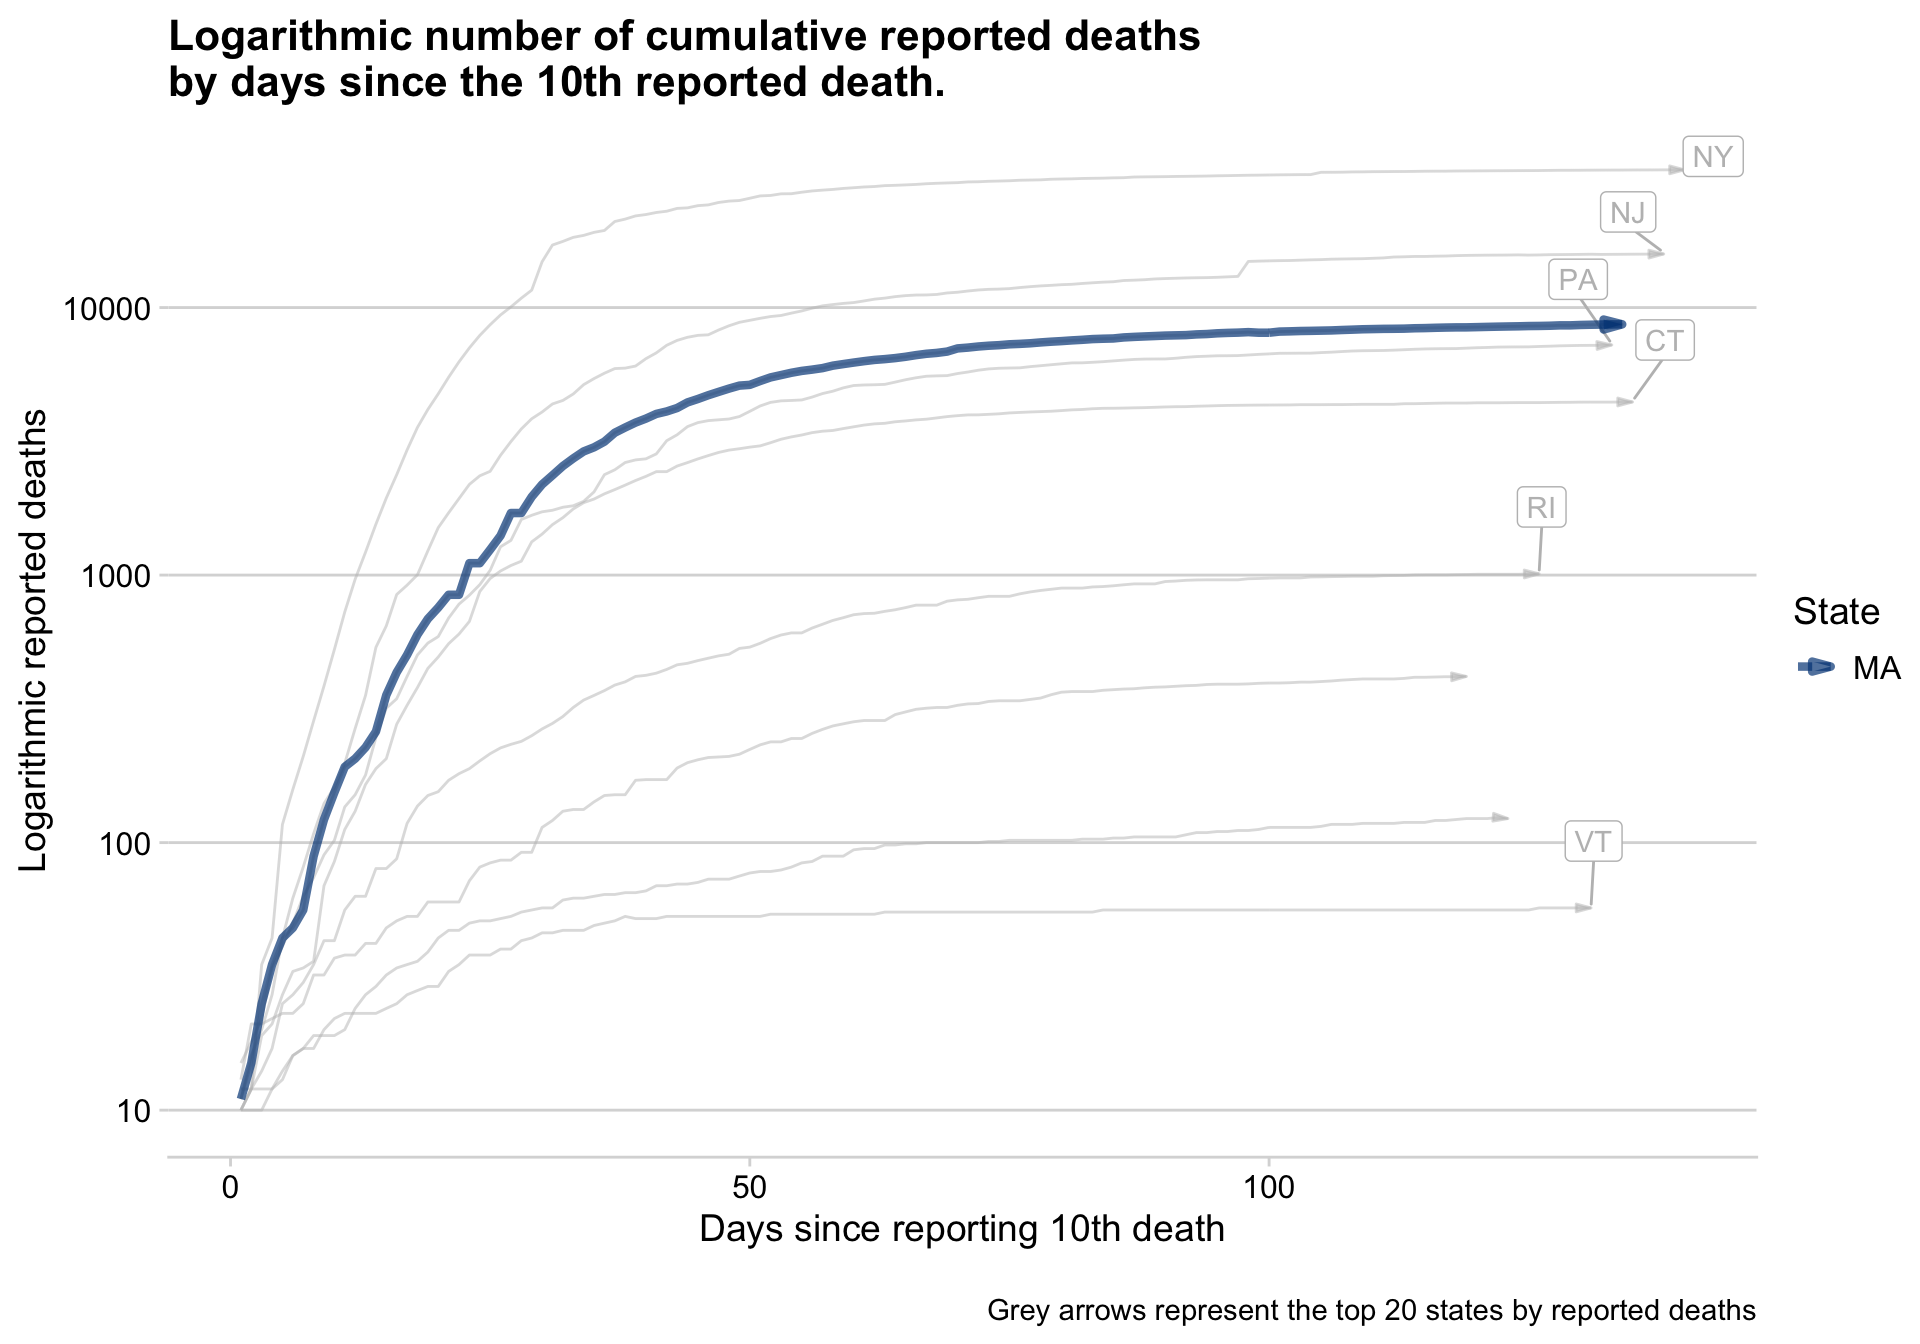 Logarithmic number of cumulative reported deaths
by days since the 10th reported death.
NY
NJ
PA
CT
RI
VT
10000
1000
100
10
Logarithmic reported deaths
0 50 100
Days since reporting 10th death
State
MA
Grey arrows represent the top 20 states by reported deaths